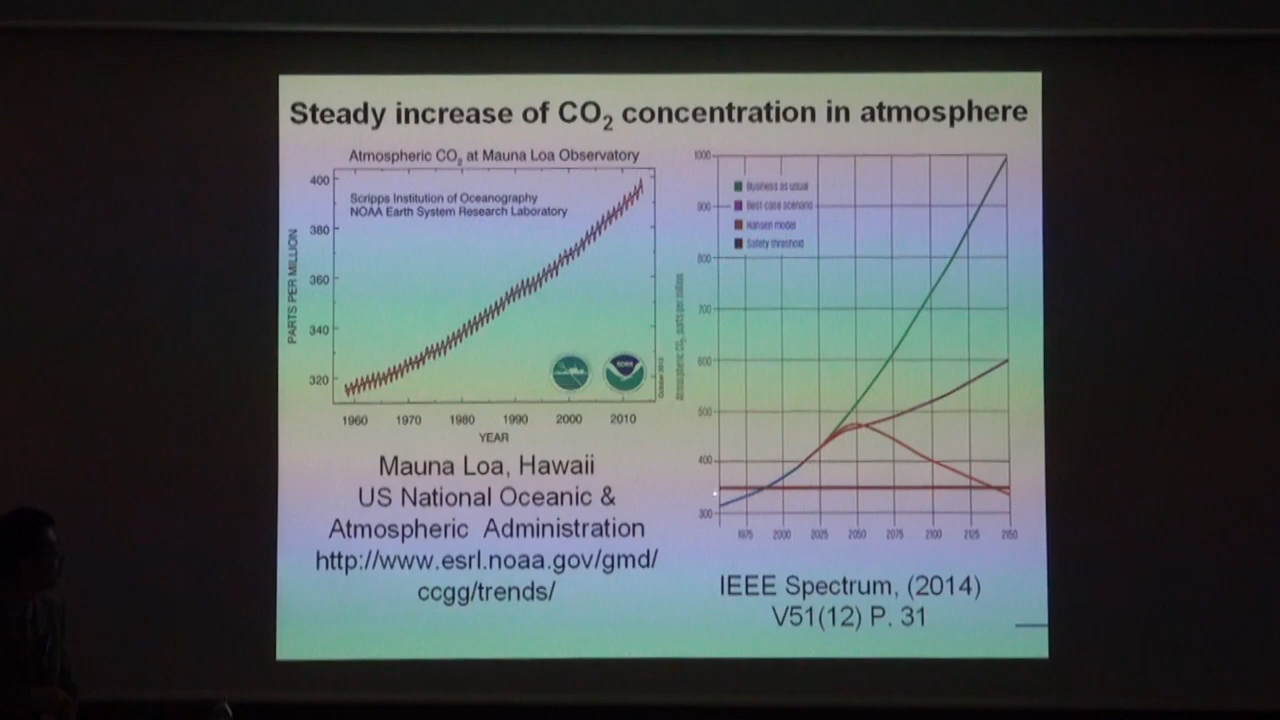 Steady increase of CO₂ concentration in atmosphere
Atmospheric CO₂ at Mauna Loa Observatory
Scripps Institution of Oceanography
NOAA Earth System Research Laboratory
PARTS PER MILLION
400
380
360
340
320
1960 1970 1980 1990 2000 2010
YEAR
October 2013
NOAA
Mauna Loa, Hawaii
US National Oceanic &
Atmospheric Administration
http://www.esrl.noaa.gov/gmd/
ccgg/trends/
Business as usual
Best case scenario
Hansen model
Safety threshold
Atmospheric CO₂, parts per million
1000
900
800
700
600
500
400
300
1975 2000 2025 2050 2075 2100 2125 2150
IEEE Spectrum, (2014)
V51(12) P. 31